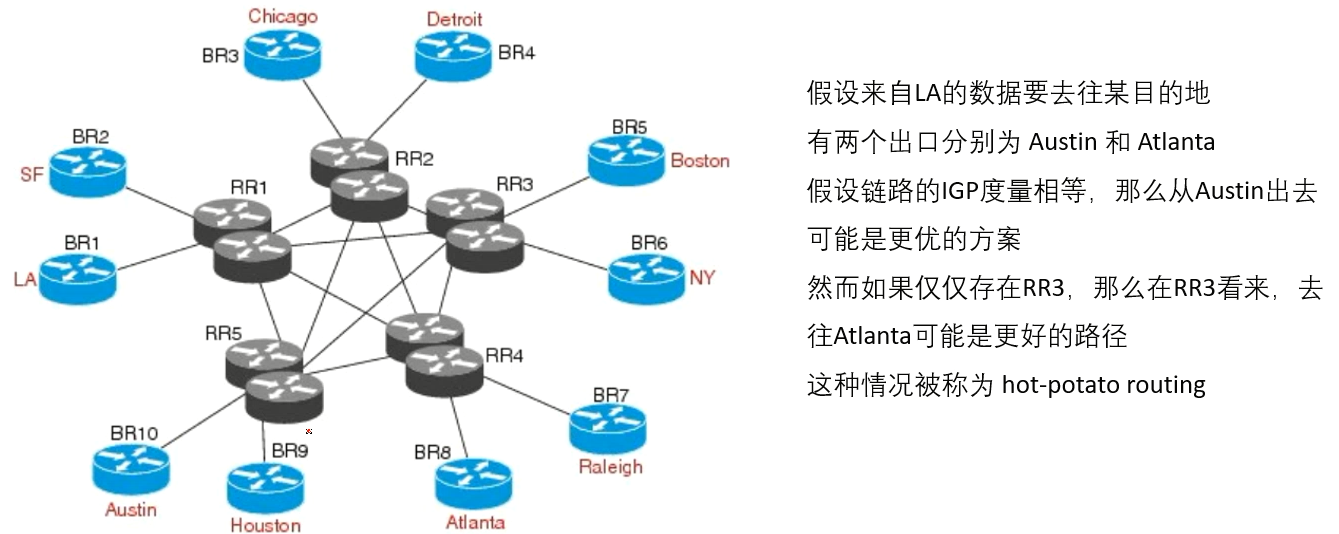 Chicago
Detroit
BR3
BR4
BR2
BR5
RR2
SF
Boston
RR1
RR3
BR1
BR6
LA
NY
RR5
RR4
BR7
BR10
BR9
BR8
Raleigh
Austin
Houston
Atlanta
假设来自LA的数据要去往某目的地
有两个出口分别为 Austin 和 Atlanta
假设链路的IGP度量相等，那么从Austin出去
可能是更优的方案
然而如果仅仅存在RR3，那么在RR3看来，去
往Atlanta可能是更好的路径
这种情况被称为 hot-potato routing